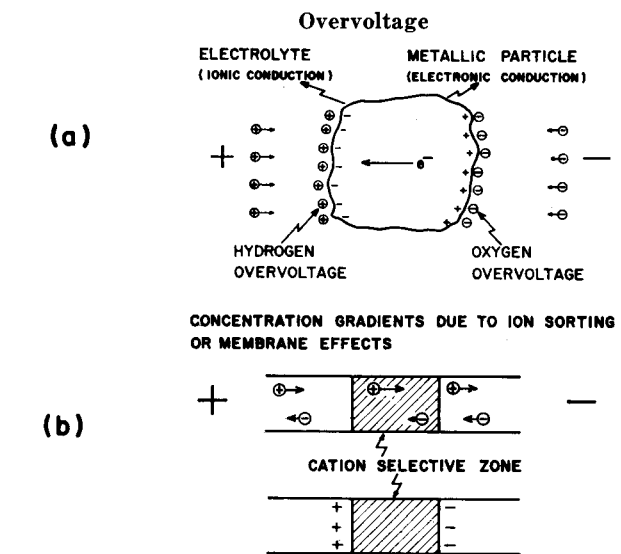 Overvoltage
ELECTROLYTE
(IONIC CONDUCTION)
METALLIC PARTICLE
(ELECTRONIC CONDUCTION)
(a)
+
e⁻
−
HYDROGEN
OVERVOLTAGE
OXYGEN
OVERVOLTAGE
CONCENTRATION GRADIENTS DUE TO ION SORTING
OR MEMBRANE EFFECTS
(b)
+
−
CATION SELECTIVE ZONE